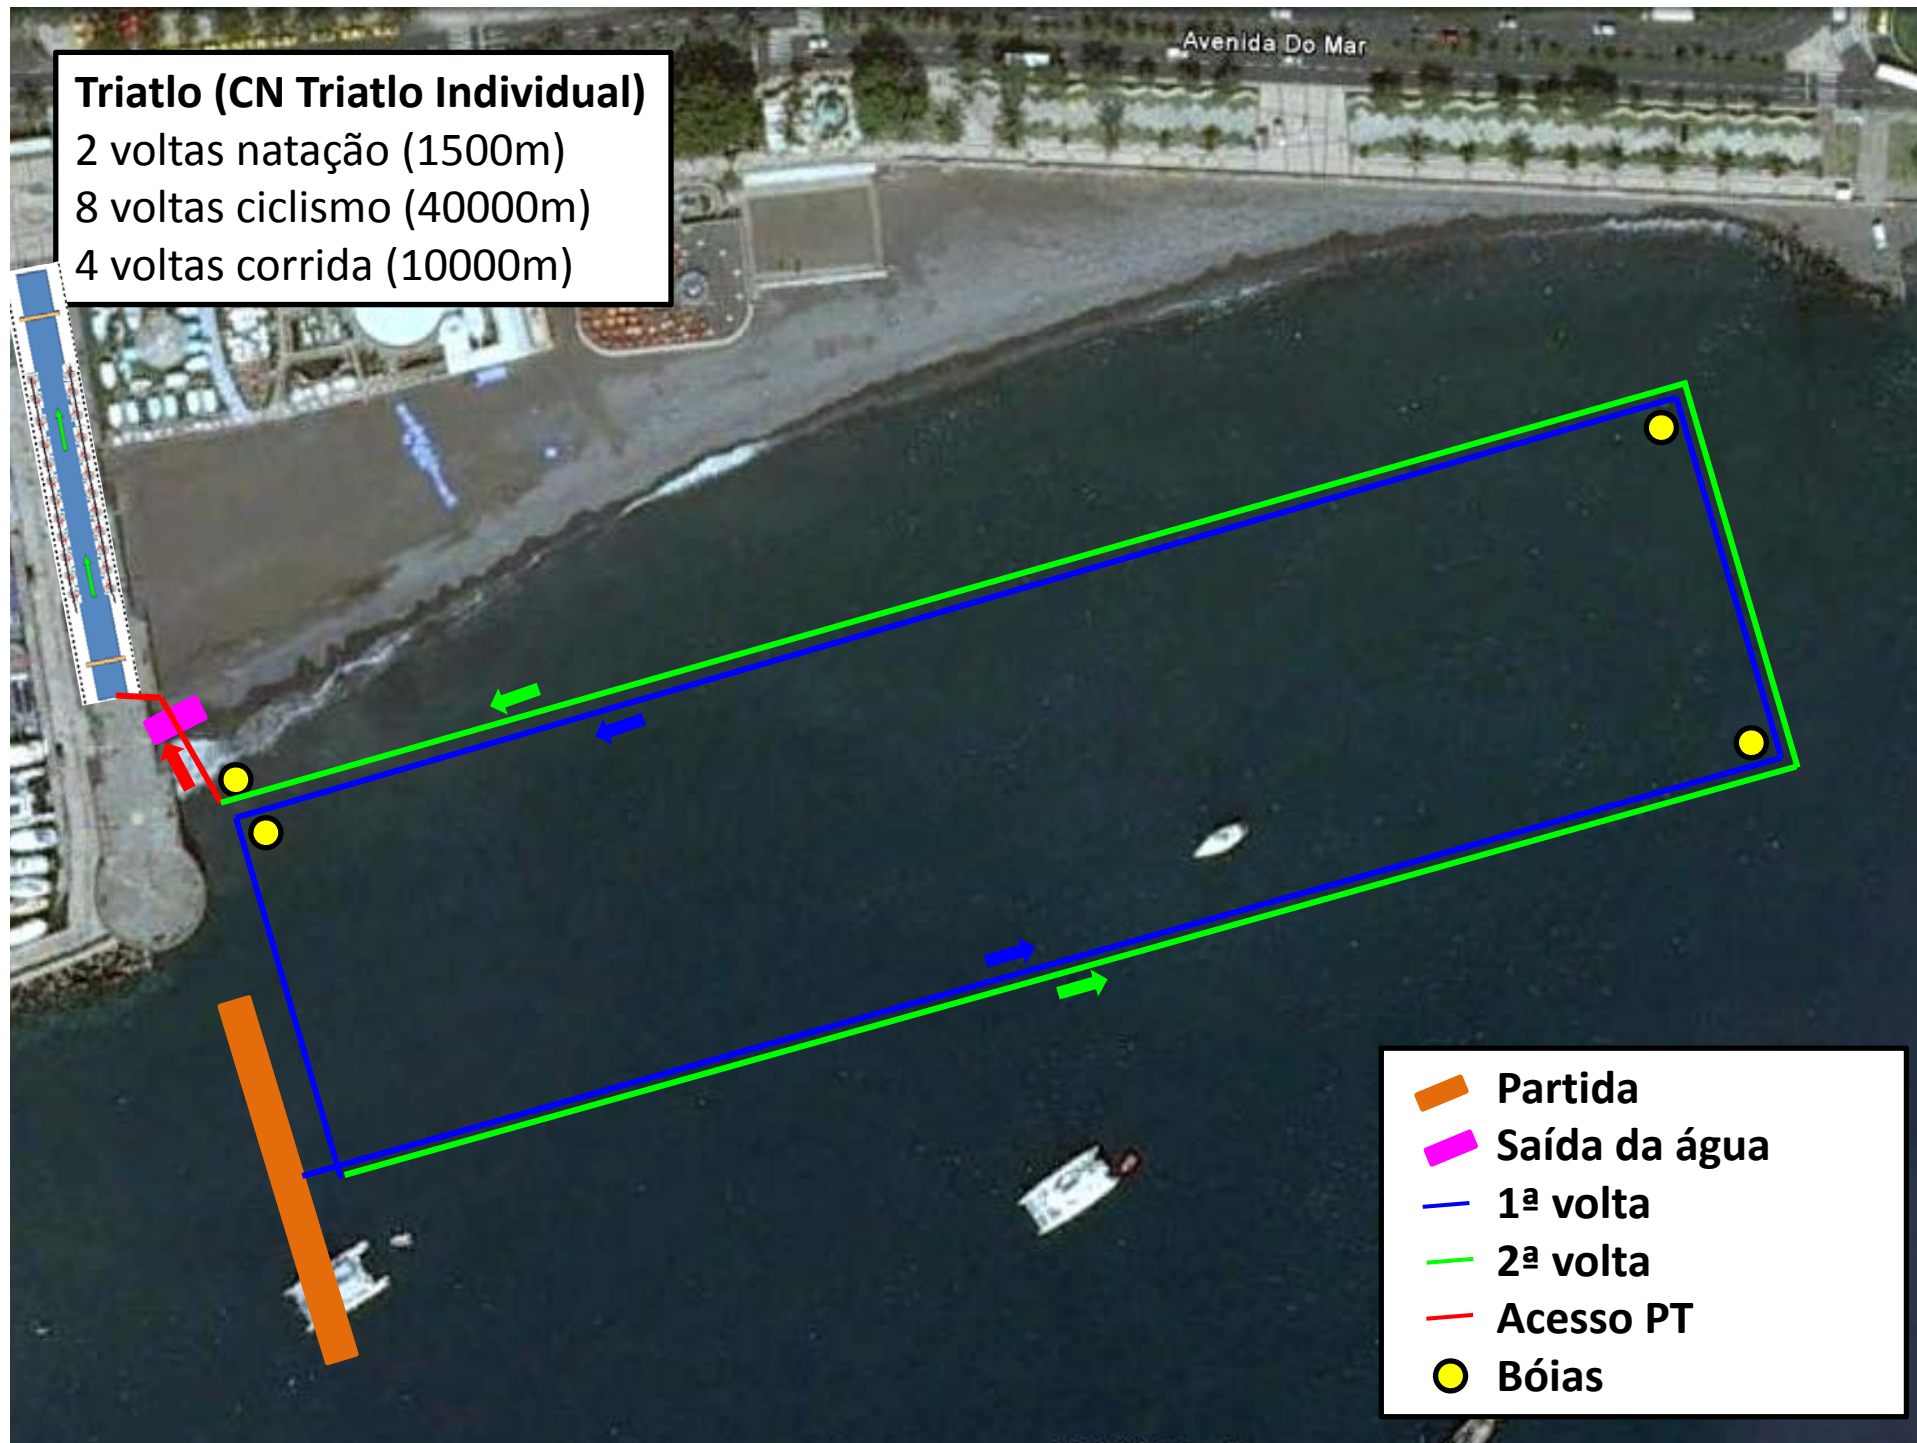 Avenida Do Mar
Triatlo (CN Triatlo Individual)
2 voltas natação (1500m)
8 voltas ciclismo (40000m)
4 voltas corrida (10000m)
Partida
Saída da água
1ª volta
2ª volta
Acesso PT
Bóias